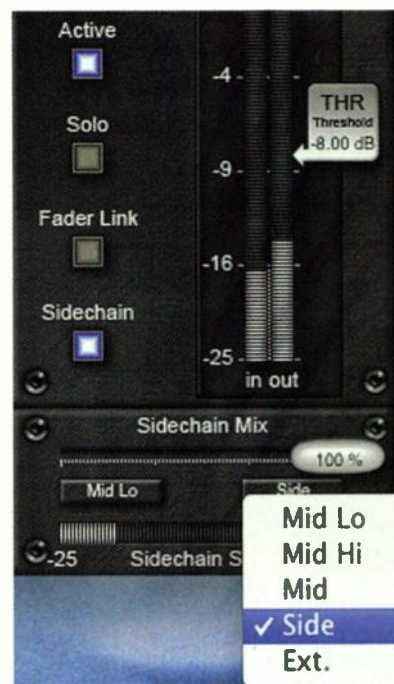 Active
-4
THR
Threshold
-8.00 dB
Solo
-9
Fader Link
-16
Sidechain
-25
in out
Sidechain Mix
100 %
Mid Lo
Side
-25
Sidechain S
Mid Lo
Mid Hi
Mid
✓ Side
Ext.